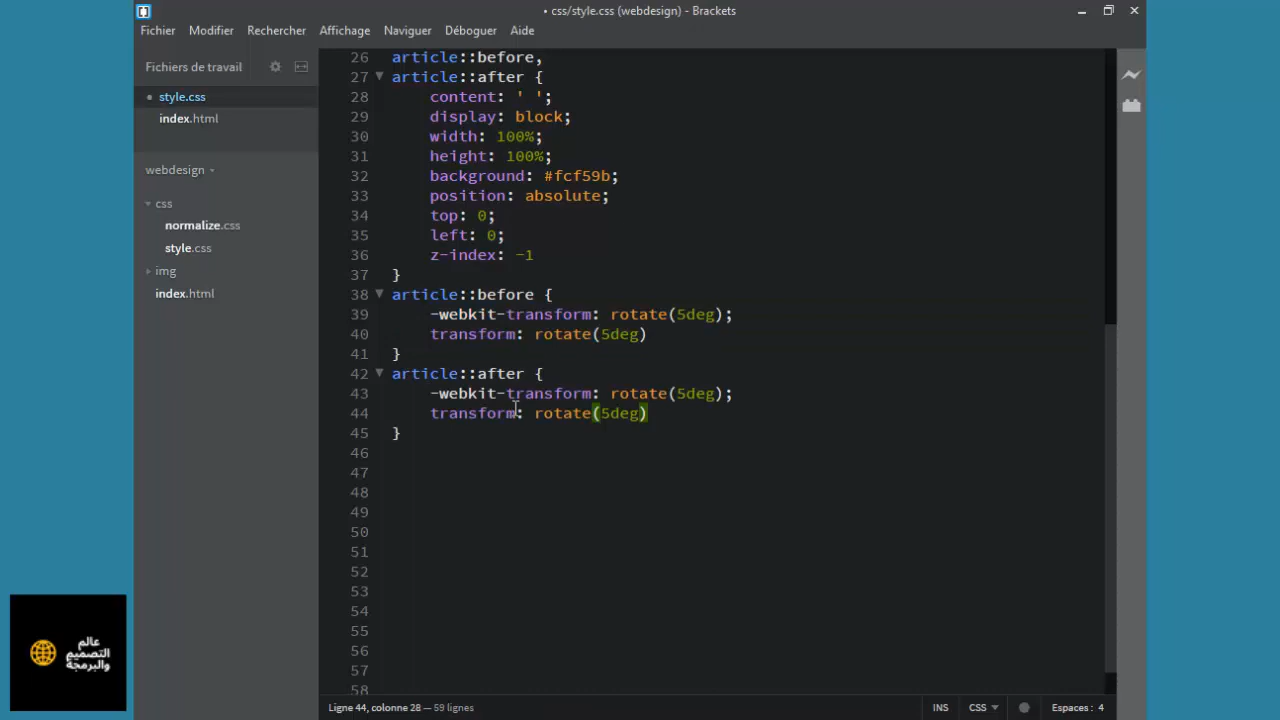 • css/style.css (webdesign) - Brackets
Fichier Modifier Rechercher Affichage Naviguer Déboguer Aide
Fichiers de travail
• style.css
index.html
webdesign
css
normalize.css
style.css
img
index.html
26 article::before,
27 article::after {
28 content: ' ';
29 display: block;
30 width: 100%;
31 height: 100%;
32 background: #fcf59b;
33 position: absolute;
34 top: 0;
35 left: 0;
36 z-index: -1
37 }
38 article::before {
39 -webkit-transform: rotate(5deg);
40 transform: rotate(5deg)
41 }
42 article::after {
43 -webkit-transform: rotate(5deg);
44 transform: rotate(5deg)
45 }
46
47
48
49
50
51
52
53
54
55
56
57
58
عالم
التصميم
والبرمجة
Ligne 44, colonne 28 — 59 lignes
INS CSS Espaces : 4